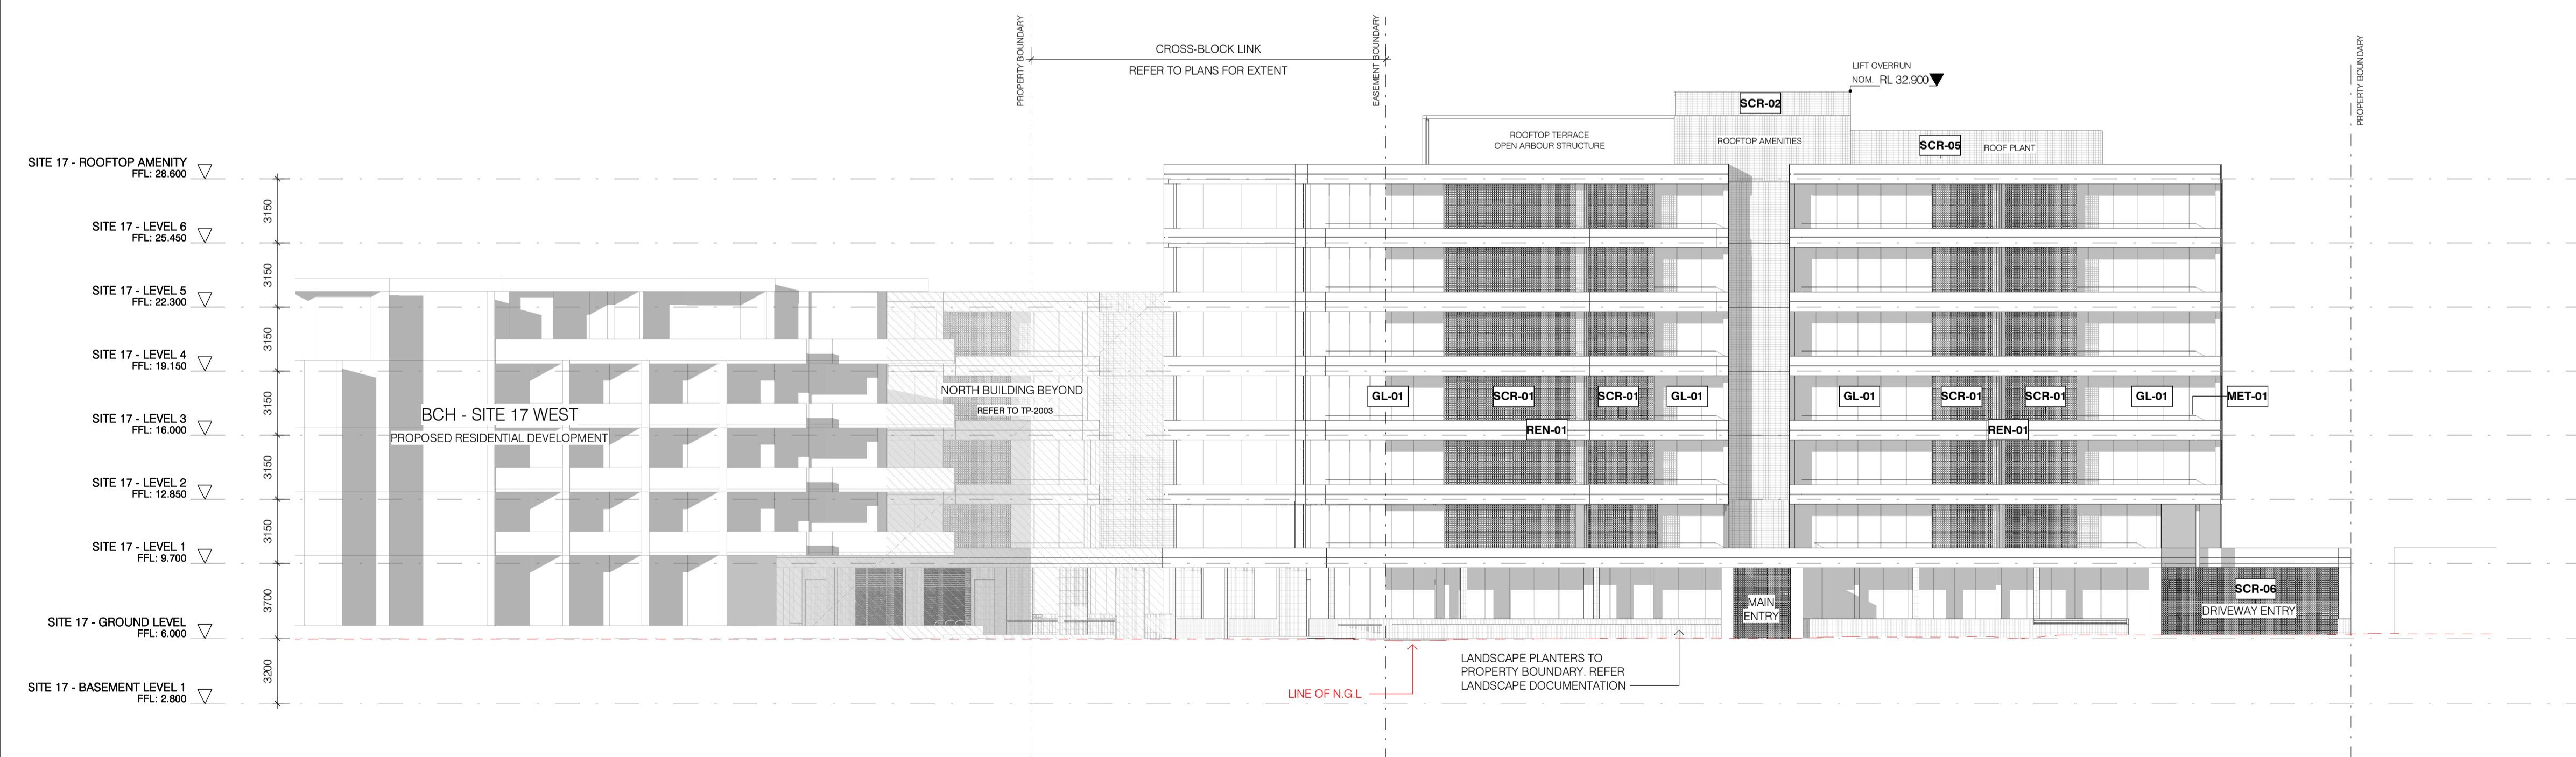 PROPERTY BOUNDARY
CROSS-BLOCK LINK
REFER TO PLANS FOR EXTENT
EASEMENT BOUNDARY
LIFT OVERRUN
NOM. RL 32.900
PROPERTY BOUNDARY
SCR-02
ROOFTOP TERRACE
OPEN ARBOUR STRUCTURE
ROOFTOP AMENITIES
SCR-05
ROOF PLANT
SITE 17 - ROOFTOP AMENITY
FFL: 28.600
3150
SITE 17 - LEVEL 6
FFL: 25.450
3150
SITE 17 - LEVEL 5
FFL: 22.300
3150
SITE 17 - LEVEL 4
FFL: 19.150
3150
SITE 17 - LEVEL 3
FFL: 16.000
3150
SITE 17 - LEVEL 2
FFL: 12.850
3150
SITE 17 - LEVEL 1
FFL: 9.700
3700
SITE 17 - GROUND LEVEL
FFL: 6.000
3200
SITE 17 - BASEMENT LEVEL 1
FFL: 2.800
BCH - SITE 17 WEST
PROPOSED RESIDENTIAL DEVELOPMENT
NORTH BUILDING BEYOND
REFER TO TP-2003
GL-01
SCR-01
SCR-01
GL-01
GL-01
SCR-01
SCR-01
GL-01
MET-01
REN-01
REN-01
MAIN
ENTRY
SCR-06
DRIVEWAY ENTRY
LANDSCAPE PLANTERS TO
PROPERTY BOUNDARY. REFER
LANDSCAPE DOCUMENTATION
LINE OF N.G.L